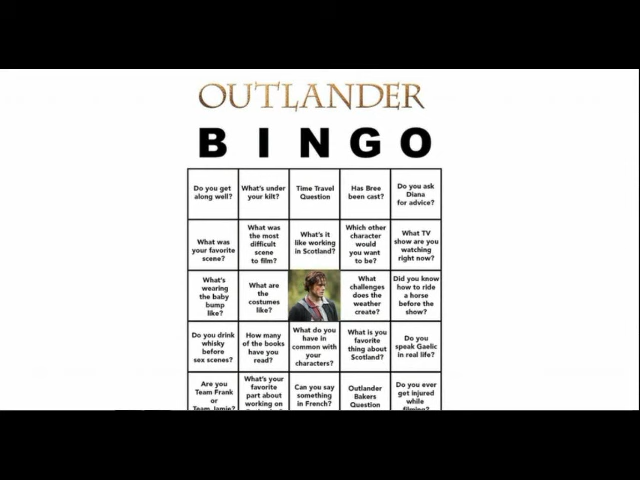 OUTLANDER
B I N G O
Do you get
along well?
What's under
your kilt?
Time Travel
Question
Has Bree
been cast?
Do you ask
Diana
for advice?
What was
your favorite
scene?
What was
the most
difficult
scene
to film?
What's it
like working
in Scotland?
Which other
character
would
you want
to be?
What TV
show are you
watching
right now?
What's
wearing
the baby
bump
like?
What are
the
costumes
like?
What
challenges
does the
weather
create?
Did you know
how to ride
a horse
before the
show?
Do you drink
whisky
before
sex scenes?
How many
of the books
have you
read?
What do you
have in
common with
your
characters?
What is you
favorite
thing about
Scotland?
Do you
speak Gaelic
in real life?
Are you
Team Frank
or
Team Jamie?
What's your
favorite
part about
working on
Can you say
something
in French?
Outlander
Bakers
Question
Do you ever
get injured
while
filming?